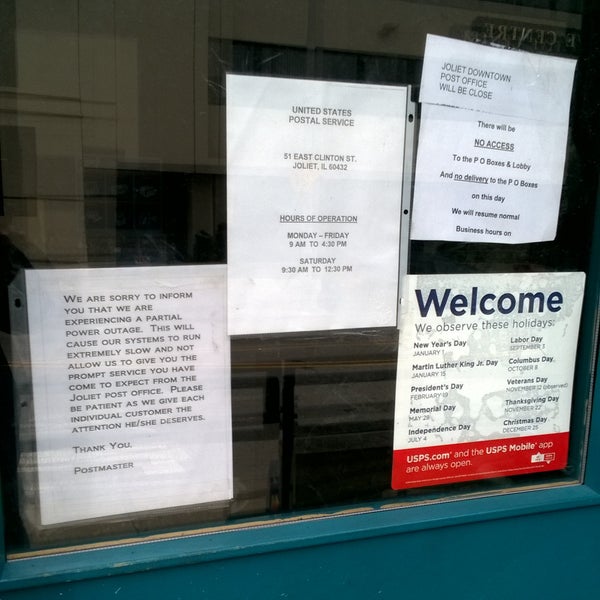 E CENTRE
UNITED STATES
POSTAL SERVICE
51 EAST CLINTON ST.
JOLIET, IL 60432
HOURS OF OPERATION
MONDAY – FRIDAY
9 AM TO 4:30 PM
SATURDAY
9:30 AM TO 12:30 PM
JOLIET DOWNTOWN
POST OFFICE
WILL BE CLOSE
There will be
NO ACCESS
To the P O Boxes & Lobby
And no delivery to the P O Boxes
on this day
We will resume normal
Business hours on
WE ARE SORRY TO INFORM
YOU THAT WE ARE
EXPERIENCING A PARTIAL
POWER OUTAGE. THIS WILL
CAUSE OUR SYSTEMS TO RUN
EXTREMELY SLOW AND NOT
ALLOW US TO GIVE YOU THE
PROMPT SERVICE YOU HAVE
COME TO EXPECT FROM THE
JOLIET POST OFFICE. PLEASE
BE PATIENT AS WE GIVE EACH
INDIVIDUAL CUSTOMER THE
ATTENTION HE/SHE DESERVES.
THANK YOU,
POSTMASTER
Welcome
We observe these holidays:
New Year's Day
JANUARY 1
Martin Luther King Jr. Day
JANUARY 15
President's Day
FEBRUARY 19
Memorial Day
MAY 28
Independence Day
JULY 4
Labor Day
SEPTEMBER 3
Columbus Day
OCTOBER 8
Veterans Day
NOVEMBER 12 (observed)
Thanksgiving Day
NOVEMBER 22
Christmas Day
DECEMBER 25
USPS.com® and the USPS Mobile® app
are always open.